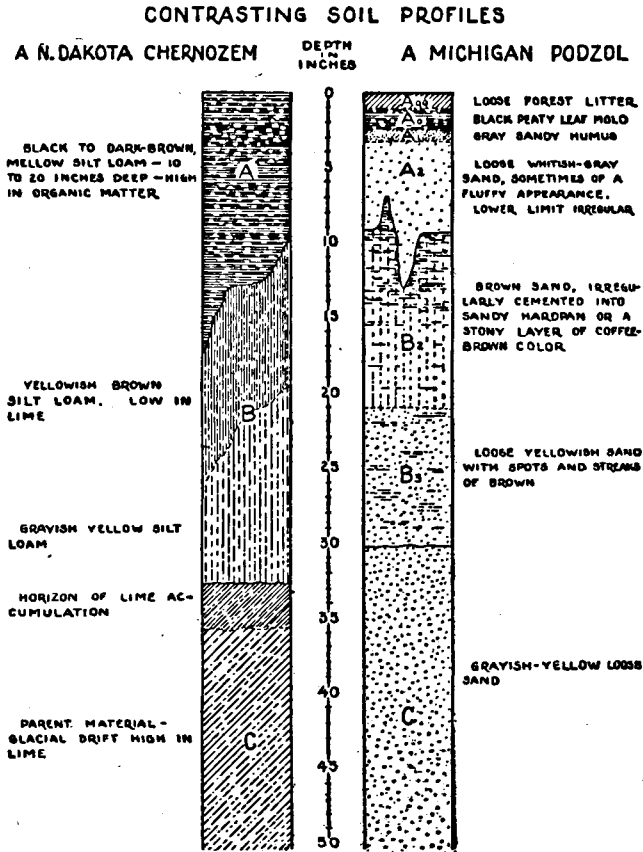 CONTRASTING SOIL PROFILES
A N. DAKOTA CHERNOZEM
DEPTH
IN
INCHES
A MICHIGAN PODZOL
BLACK TO DARK-BROWN,
MELLOW SILT LOAM - 10
TO 20 INCHES DEEP - HIGH
IN ORGANIC MATTER
YELLOWISH BROWN
SILT LOAM. LOW IN
LIME
GRAYISH YELLOW SILT
LOAM
HORIZON OF LIME AC-
CUMULATION
PARENT MATERIAL -
GLACIAL DRIFT HIGH IN
LIME
A
B
C
0
5
10
15
20
25
30
35
40
45
50
A₀₀
A₀
A₁
A₂
B₂
B₃
C
LOOSE FOREST LITTER
BLACK PEATY LEAF MOLD
GRAY SANDY HUMUS
LOOSE WHITISH-GRAY
SAND, SOMETIMES OF A
FLUFFY APPEARANCE.
LOWER LIMIT IRREGULAR
BROWN SAND, IRREGU-
LARLY CEMENTED INTO
SANDY HARDPAN OR A
STONY LAYER OF COFFEE-
BROWN COLOR
LOOSE YELLOWISH SAND
WITH SPOTS AND STREAKS
OF BROWN
GRAYISH-YELLOW LOOSE
SAND